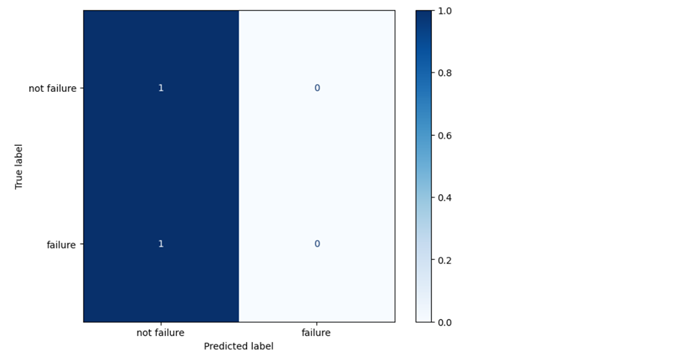 1.0
not failure 1 0
0.8
0.6
True label
0.4
failure 1 0
0.2
0.0
not failure failure
Predicted label